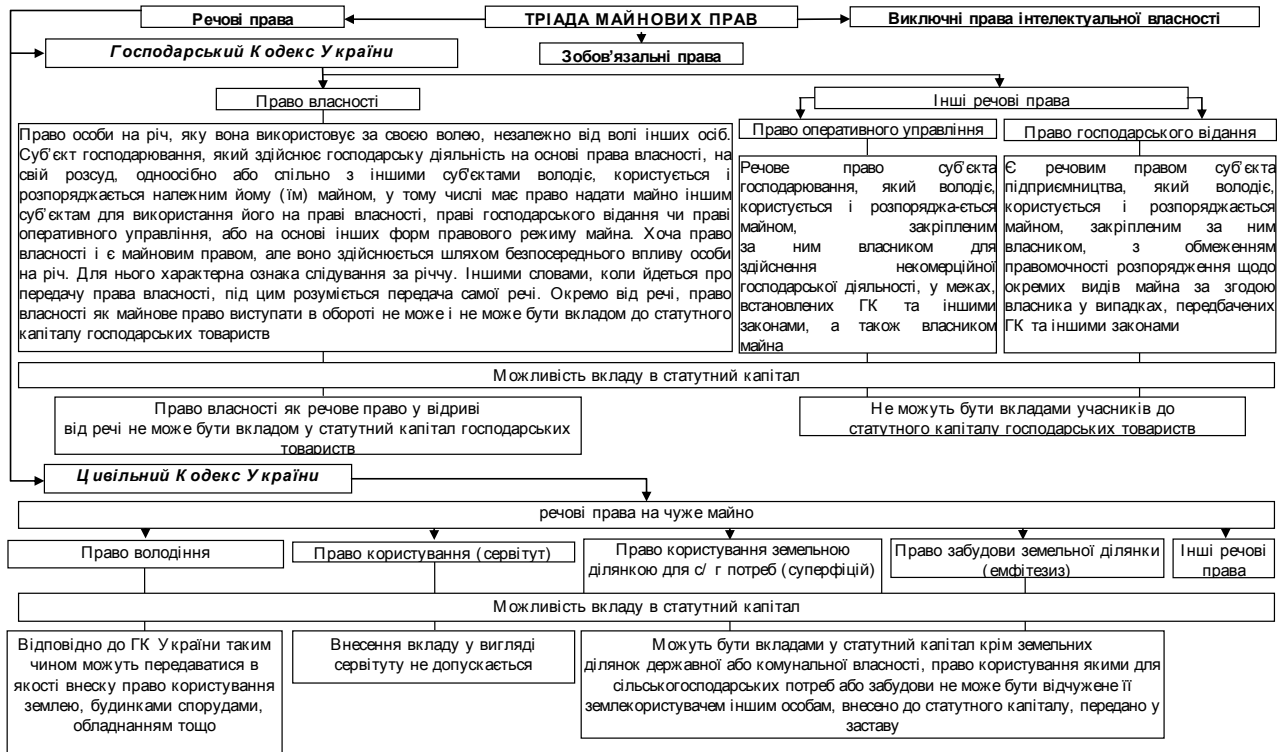 Речові права
ТРІАДА МАЙНОВИХ ПРАВ
Виключні права інтелектуальної власності
Господарський Кодекс України
Зобов'язальні права
Право власності
Інші речові права
Право особи на річ, яку вона використовує за своєю волею, незалежно від волі інших осіб.
Суб'єкт господарювання, який здійснює господарську діяльність на основі права власності, на
свій розсуд, одноосібно або спільно з іншими суб'єктами володіє, користується і
розпоряджається належним йому (їм) майном, у тому числі має право надати майно іншим
суб'єктам для використання його на праві власності, праві господарського відання чи праві
оперативного управління, або на основі інших форм правового режиму майна. Хоча право
власності і є майновим правом, але воно здійснюється шляхом безпосереднього впливу особи
на річ. Для нього характерна ознака слідування за річчу. Іншими словами, коли йдеться про
передачу права власності, під цим розуміється передача самої речі. Окремо від речі, право
власності як майнове право виступати в обороті не може і не може бути вкладом до статутного
капіталу господарських товариств
Право оперативного управління
Речове право суб'єкта
господарювання, який володіє,
користується і розпоряджа-ється
майном, закріпленим
за ним власником для
здійснення некомерційної
господарської діяльності, у межах,
встановлених ГК та іншими
законами, а також власником
майна
Право господарського відання
Є речовим правом суб'єкта
підприємництва, який володіє,
користується і розпоряджається
майном, закріпленим за ним
власником, з обмеженням
правомочності розпорядження щодо
окремих видів майна за згодою
власника у випадках, передбачених
ГК та іншими законами
Можливість вкладу в статутний капітал
Право власності як речове право у відриві
від речі не може бути вкладом у статутний капітал господарських
товариств
Не можуть бути вкладами учасників до
статутного капіталу господарських товариств
Цивільний Кодекс України
речові права на чуже майно
Право володіння
Право користування (сервітут)
Право користування земельною
ділянкою для с/ г потреб (суперфіцій)
Право забудови земельної ділянки
(емфітезиз)
Інші речові
права
Можливість вкладу в статутний капітал
Відповідно до ГК України таким
чином можуть передаватися в
якості внеску право користування
землею, будинками спорудами,
обладнанням тощо
Внесення вкладу у вигляді
сервітуту не допускається
Можуть бути вкладами у статутний капітал крім земельних
ділянок державної або комунальної власності, право користування якими для
сільськогосподарських потреб або забудови не може бути відчужене її
землекористувачем іншим особам, внесено до статутного капіталу, передано у
заставу